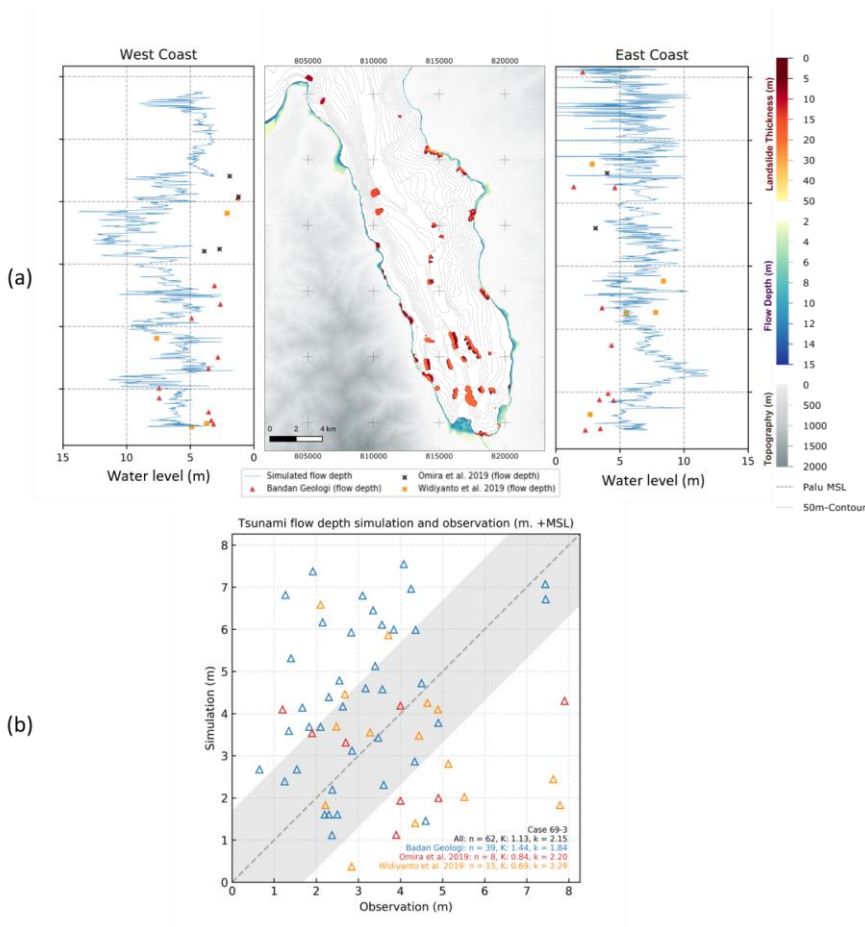 West Coast
East Coast
805000 810000 815000 820000
0
5
10
20
30
40
50
Landslide Thickness (m)
2
4
6
8
10
12
14
15
Flow Depth (m)
0
500
1000
1500
2000
Topography (m)
Palu MSL
50m-Contour
(a)
0 2 4 km
805000 810000 815000 820000
15 10 5 0
Water level (m)
0 5 10 15
Water level (m)
Simulated flow depth
Bandan Geologi (flow depth)
Omira et al. 2019 (flow depth)
Widiyanto et al. 2019 (flow depth)
(b)
Tsunami flow depth simulation and observation (m. +MSL)
8
7
6
5
4
3
2
1
0
Simulation (m)
Case 69-3
All: n = 62, K: 1.13, k = 2.15
Badan Geologi: n = 39, K: 1.44, k = 1.84
Omira et al. 2019: n = 8, K: 0.84, k = 2.20
Widiyanto et al. 2019: n = 15, K: 0.69, k = 2.29
0 1 2 3 4 5 6 7 8
Observation (m)